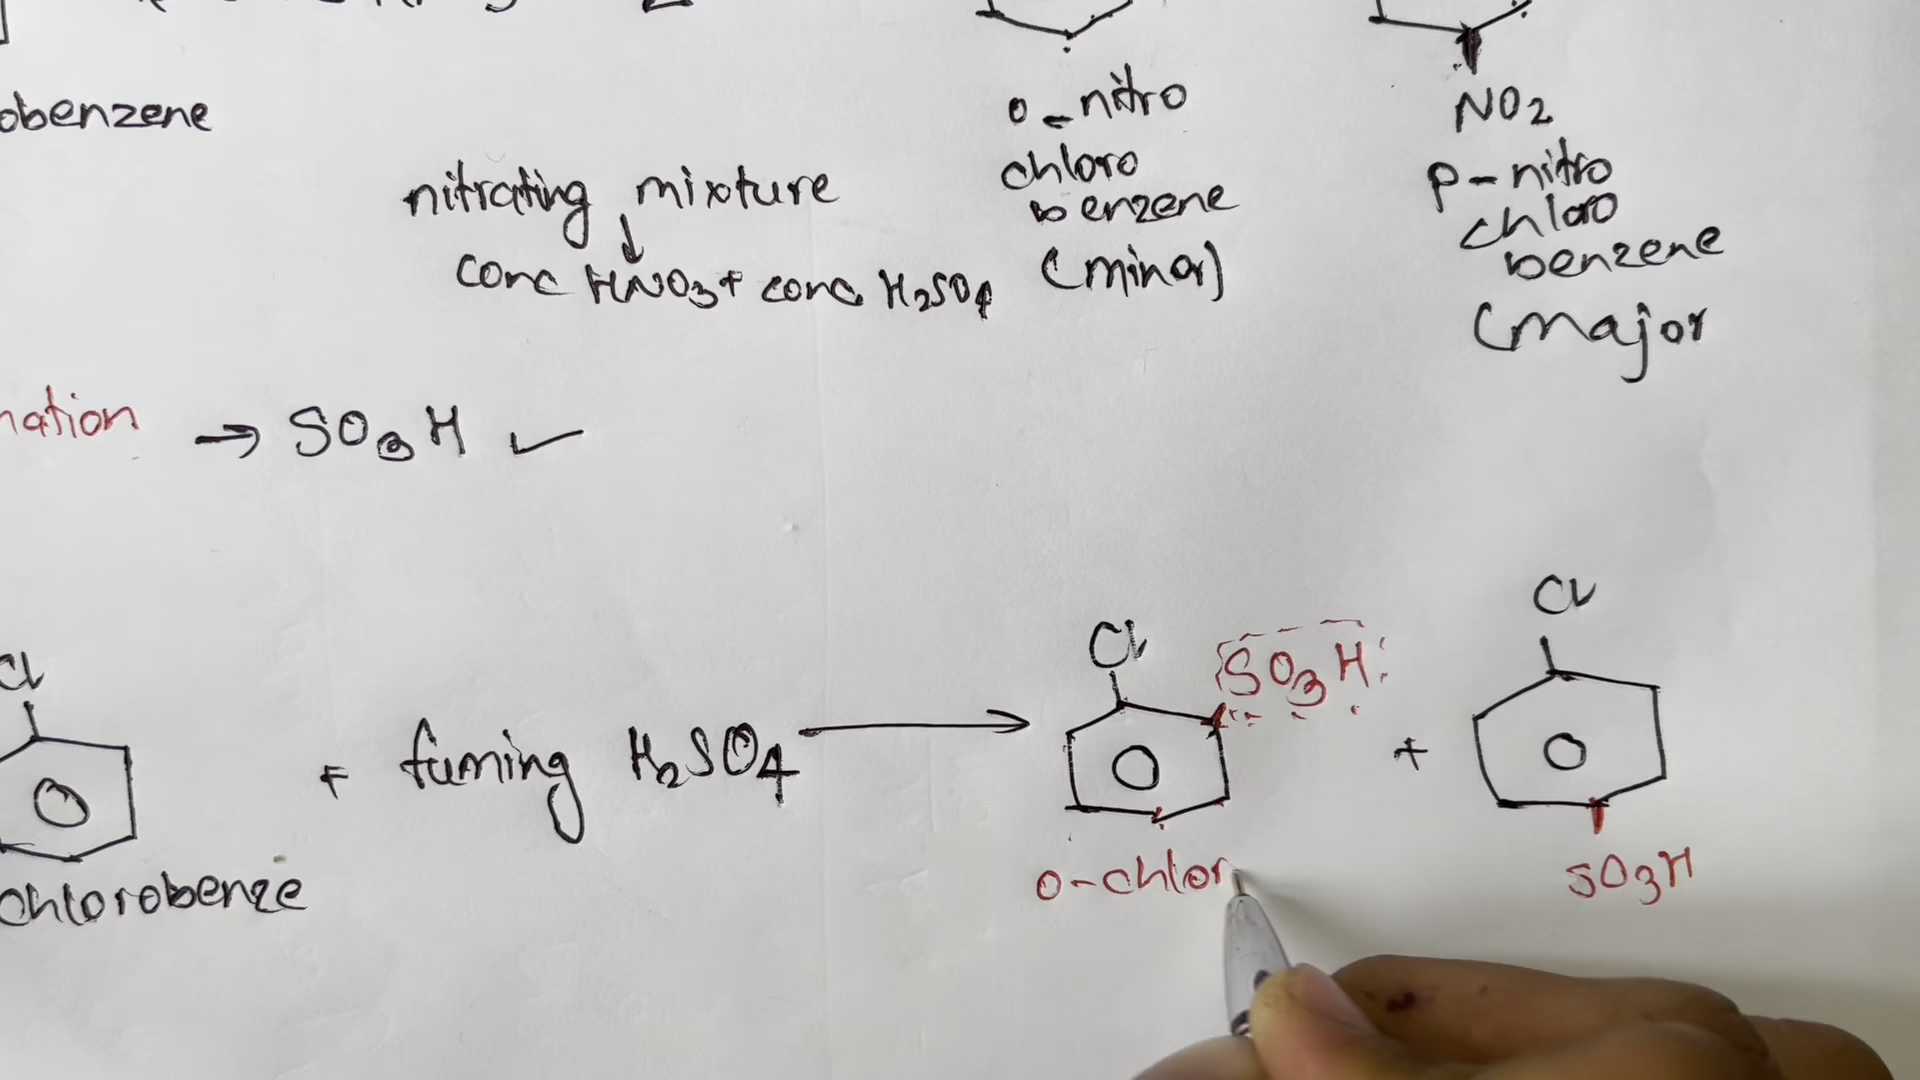 obenzene
o-nitro
chloro
benzene
(minor)
NO2
p-nitro
chloro
benzene
(major
nitrating mixture
↓
conc HNO3+ conc H2SO4
nation → SO3H ✓
Cl
+ fuming H2SO4 →
chlorobenze
Cl
SO3H
o-chlor
+
Cl
SO3H